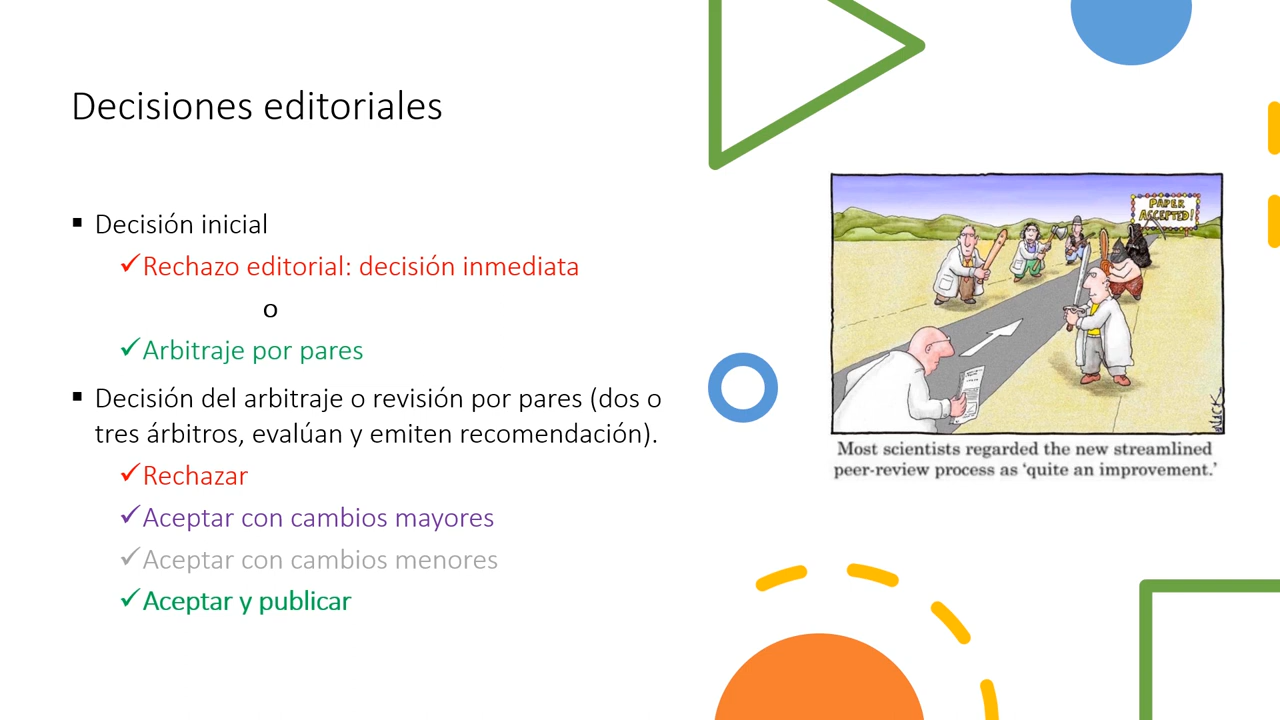 Decisiones editoriales
▪ Decisión inicial
✓Rechazo editorial: decisión inmediata
o
✓Arbitraje por pares
▪ Decisión del arbitraje o revisión por pares (dos o
tres árbitros, evalúan y emiten recomendación).
✓Rechazar
✓Aceptar con cambios mayores
✓Aceptar con cambios menores
✓Aceptar y publicar
PAPER
ACCEPTED!
Most scientists regarded the new streamlined
peer-review process as ‘quite an improvement.’